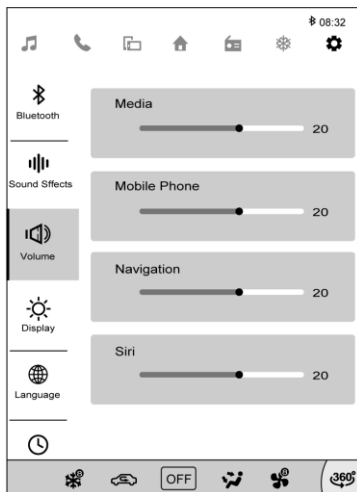 08:32
Bluetooth
Sound Sffects
Volume
Display
Language
Media
20
Mobile Phone
20
Navigation
20
Siri
20
OFF
360°